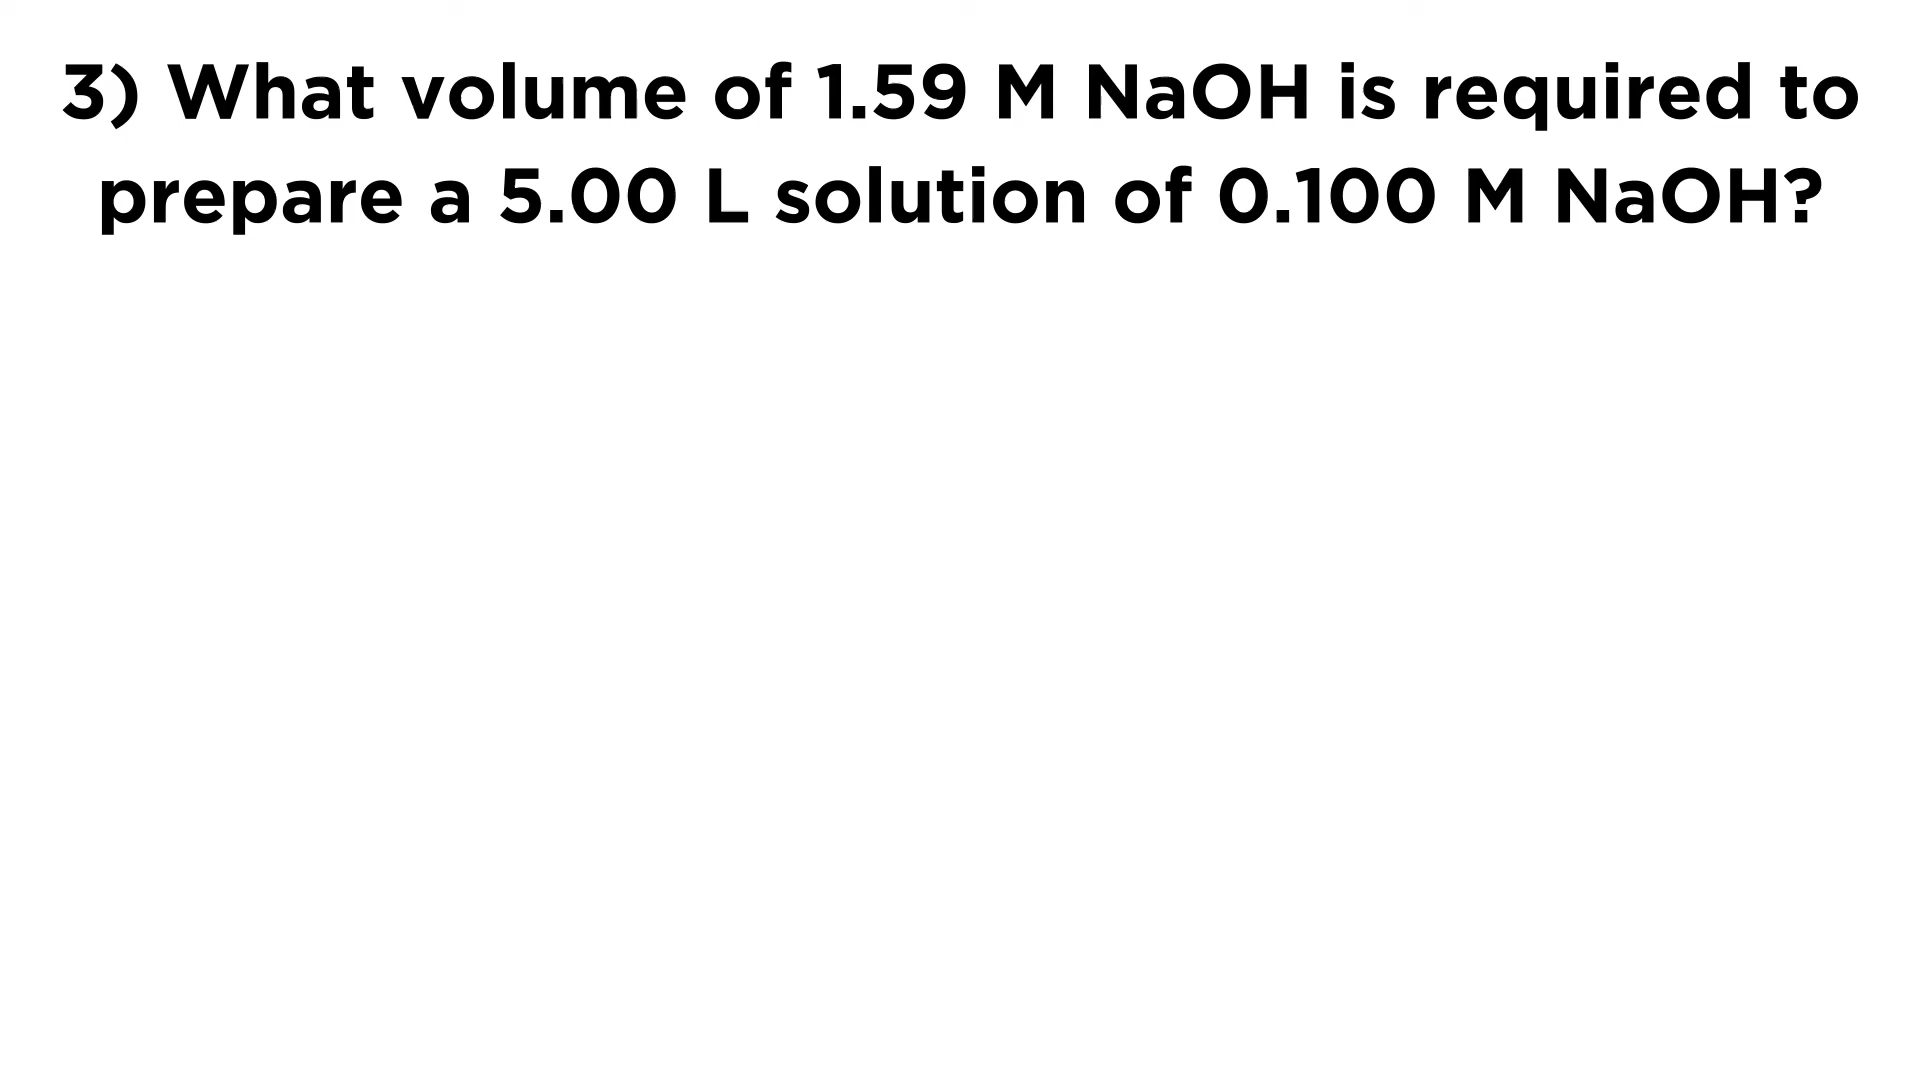 3) What volume of 1.59 M NaOH is required to
prepare a 5.00 L solution of 0.100 M NaOH?